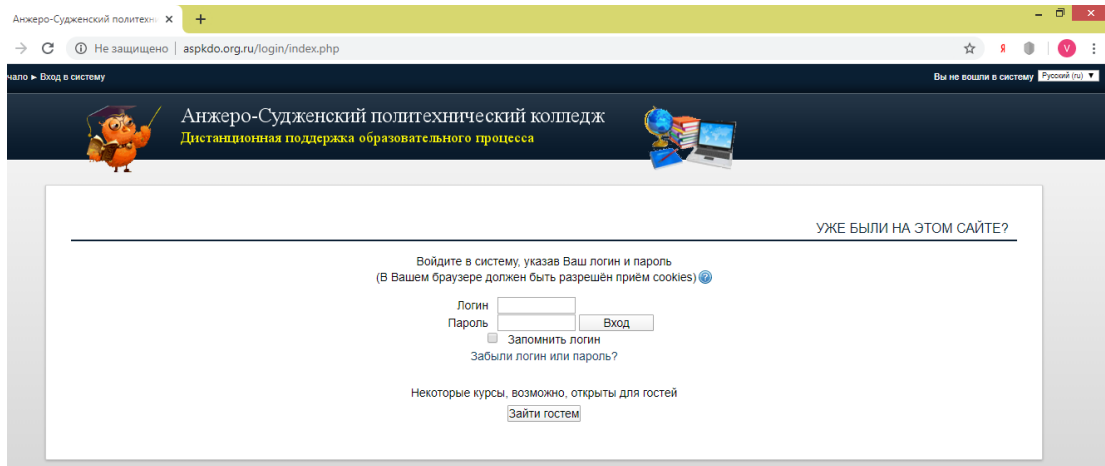 Анжеро-Судженский политехни
Не защищено | aspkdo.org.ru/login/index.php
Я
V
чало ► Вход в систему
Вы не вошли в систему Русский (ru) ▼
Анжеро-Судженский политехнический колледж
Дистанционная поддержка образовательного процесса
УЖЕ БЫЛИ НА ЭТОМ САЙТЕ?
Войдите в систему, указав Ваш логин и пароль
(В Вашем браузере должен быть разрешён приём cookies)
Логин
Пароль Вход
Запомнить логин
Забыли логин или пароль?
Некоторые курсы, возможно, открыты для гостей
Зайти гостем